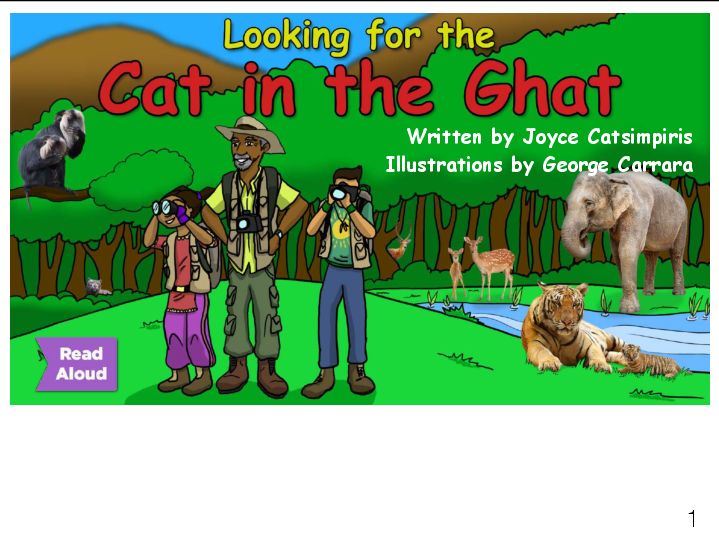 Looking for the
Cat in the Ghat
Written by Joyce Catsimpiris
Illustrations by George Carrara
Read
Aloud
1